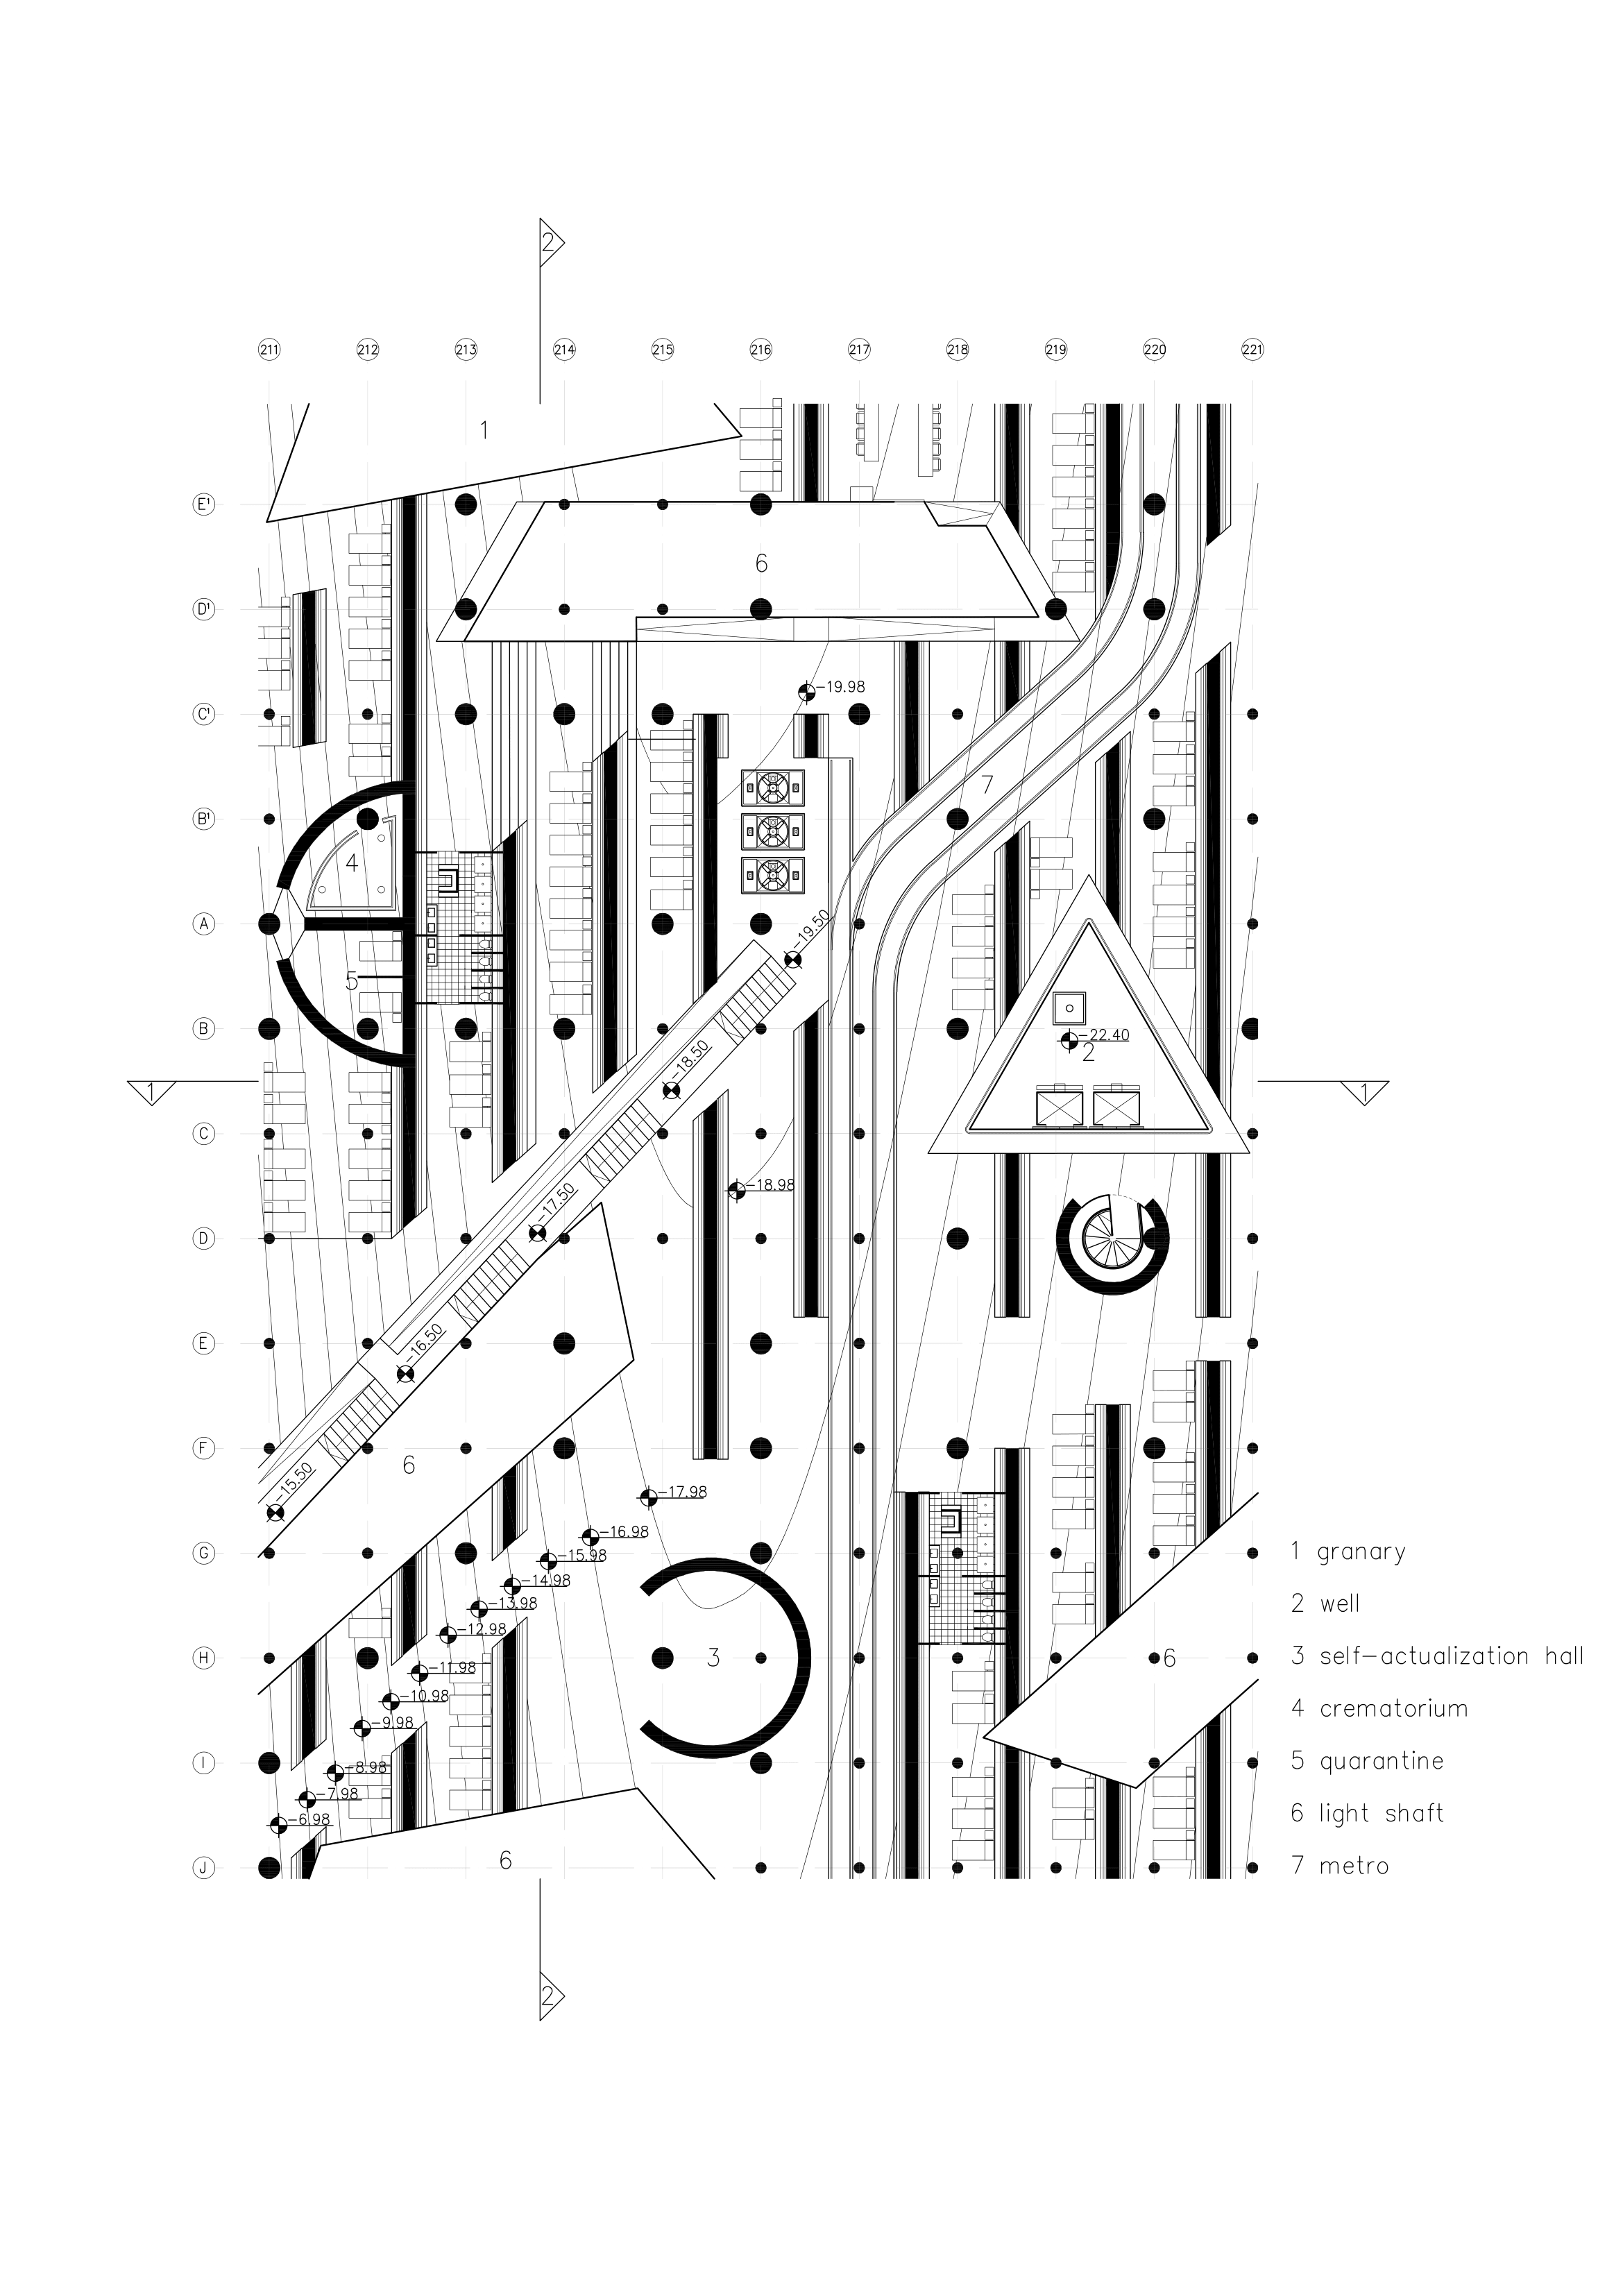 2
211 212 213 214 215 216 217 218 219 220 221
1
E¹
6
D¹
-19.98
C¹
7
B¹
4
A
-19.50
5
B
-22.40
2
-18.50
1 1
C
-18.98
-17.50
D
-16.50
E
F
6
-15.50
-17.98
-16.98
G
-15.98
1 granary
-14.98
-13.98
2 well
-12.98
H
3
6
3 self-actualization hall
-11.98
-10.98
4 crematorium
-9.98
I
5 quarantine
-8.98
-7.98
6 light shaft
-6.98
6
J
7 metro
2